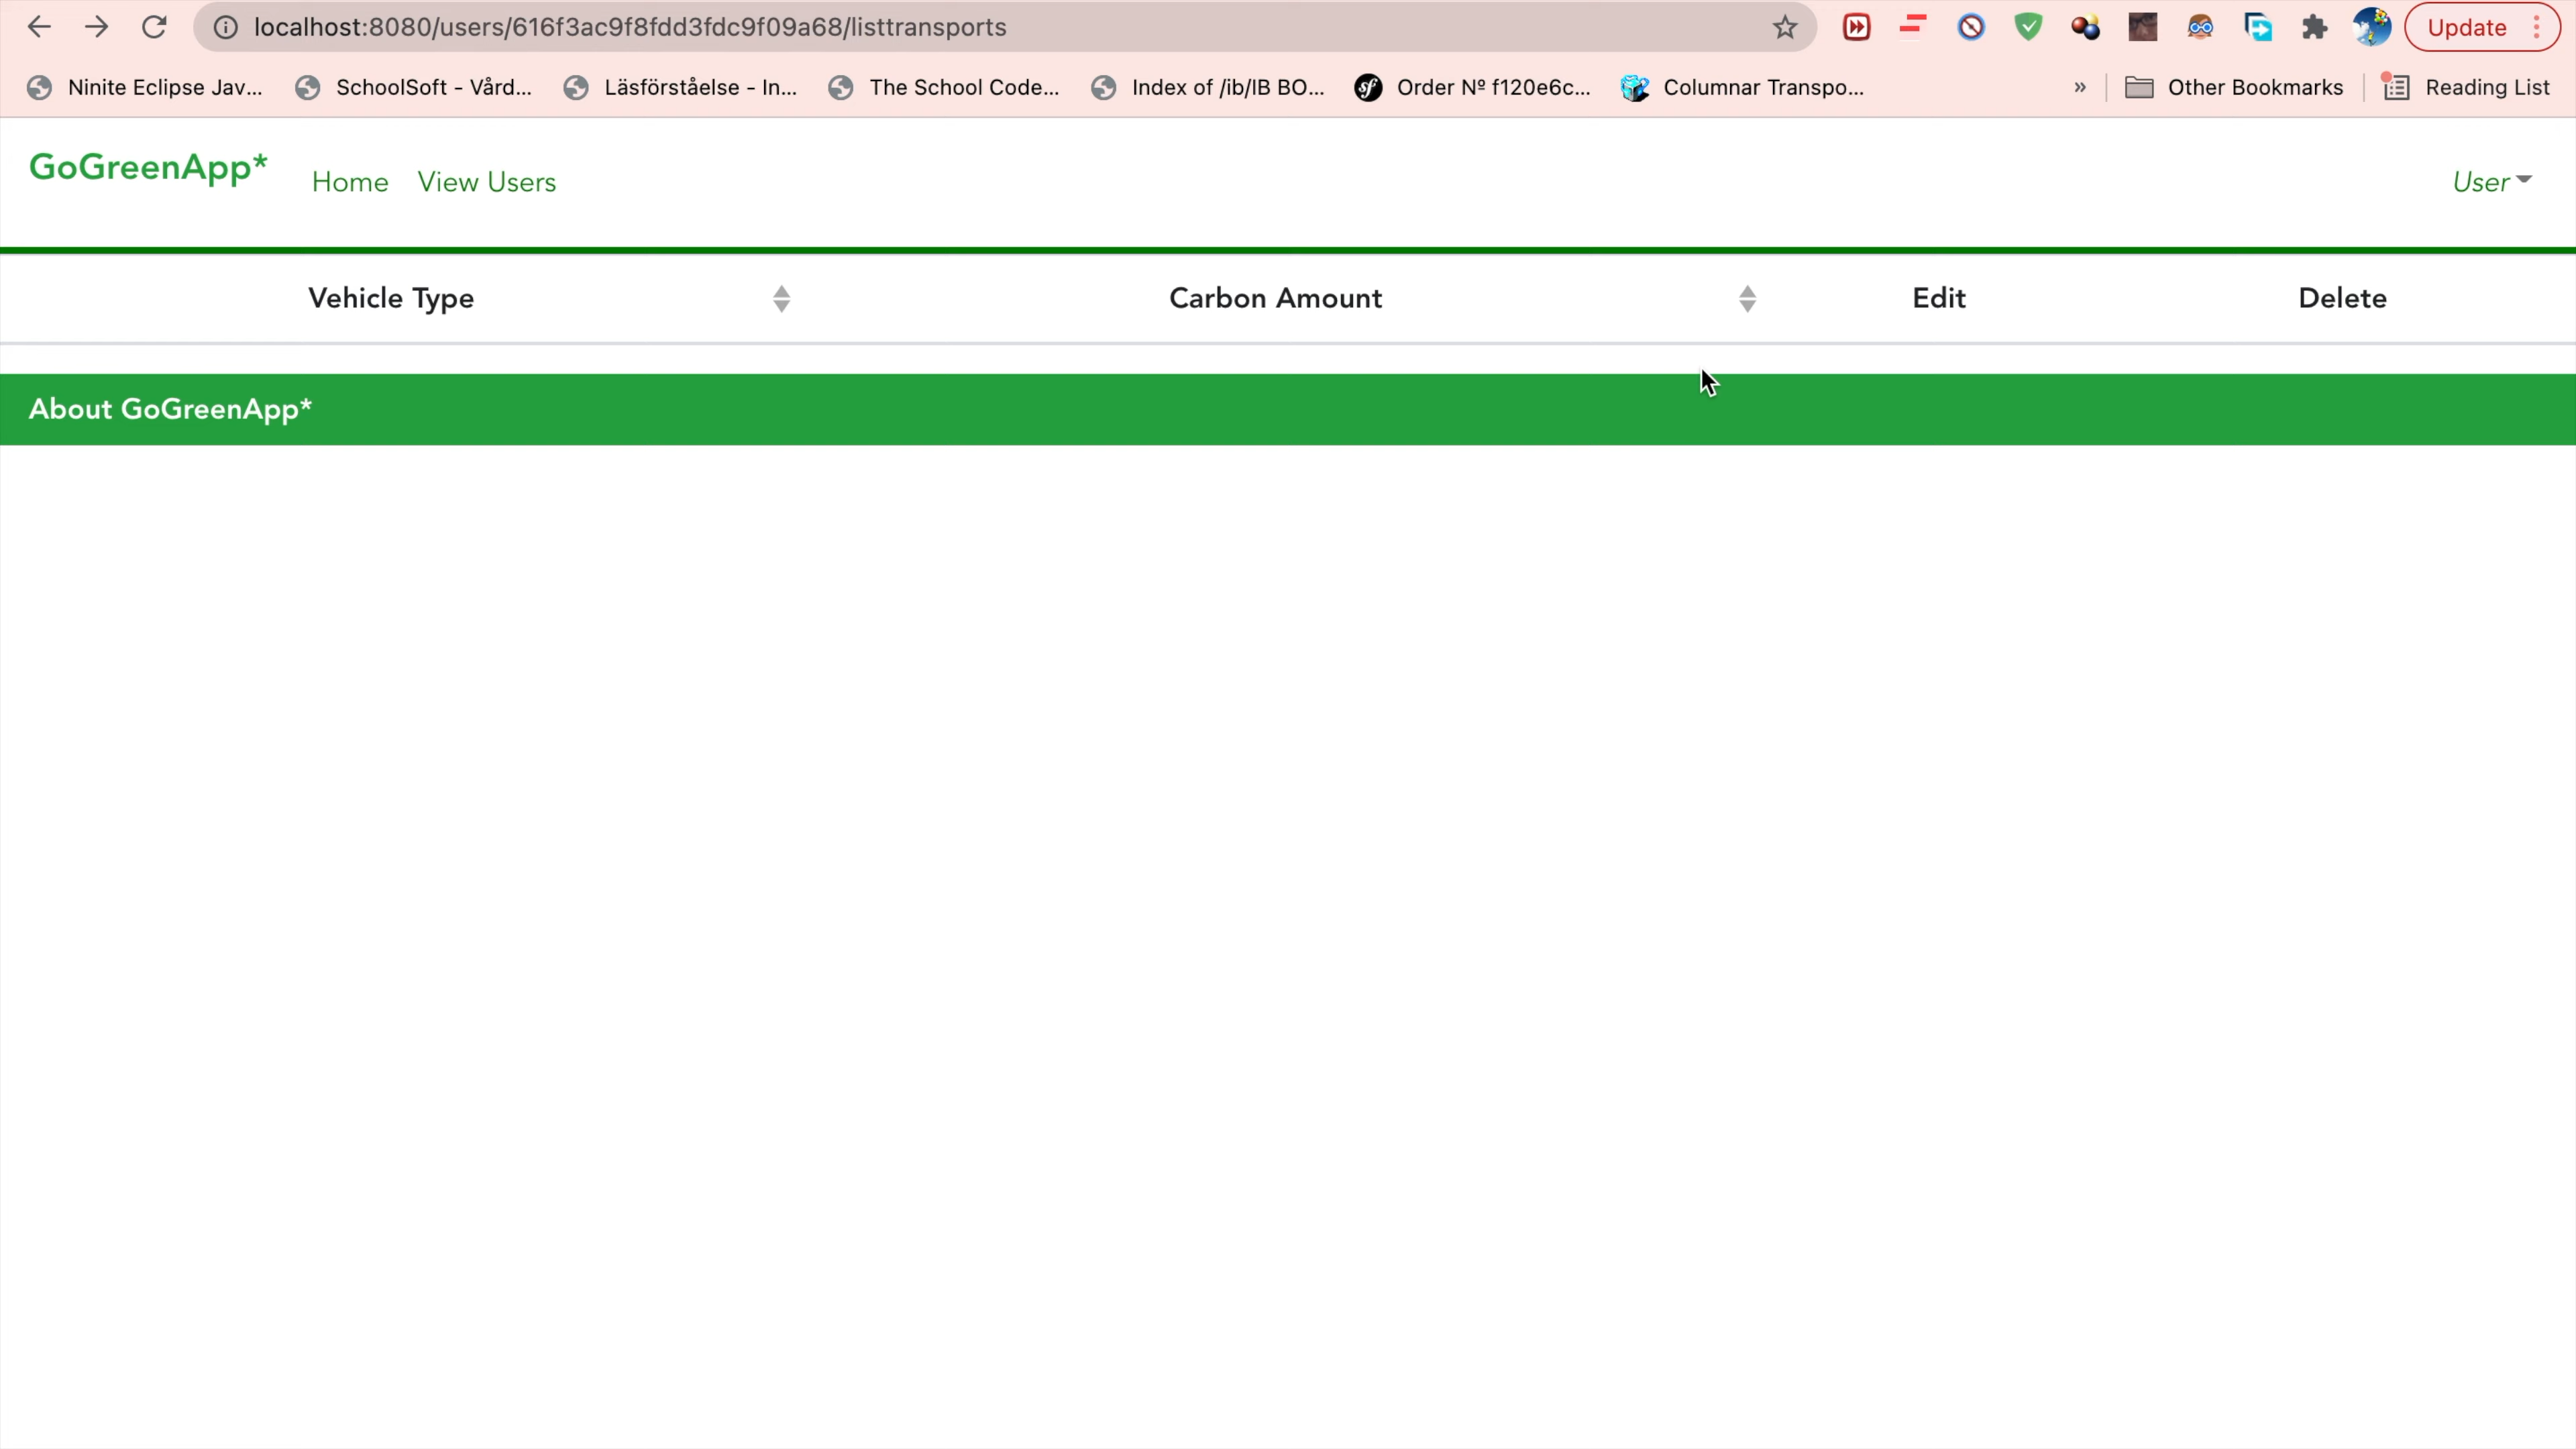 localhost:8080/users/616f3ac9f8fdd3fdc9f09a68/listtransports
Update
Ninite Eclipse Jav... SchoolSoft - Vård... Läsförståelse - In... The School Code... Index of /ib/IB BO... Order Nº f120e6c... Columnar Transpo... » Other Bookmarks Reading List
GoGreenApp* Home View Users User
Vehicle Type Carbon Amount Edit Delete
About GoGreenApp*